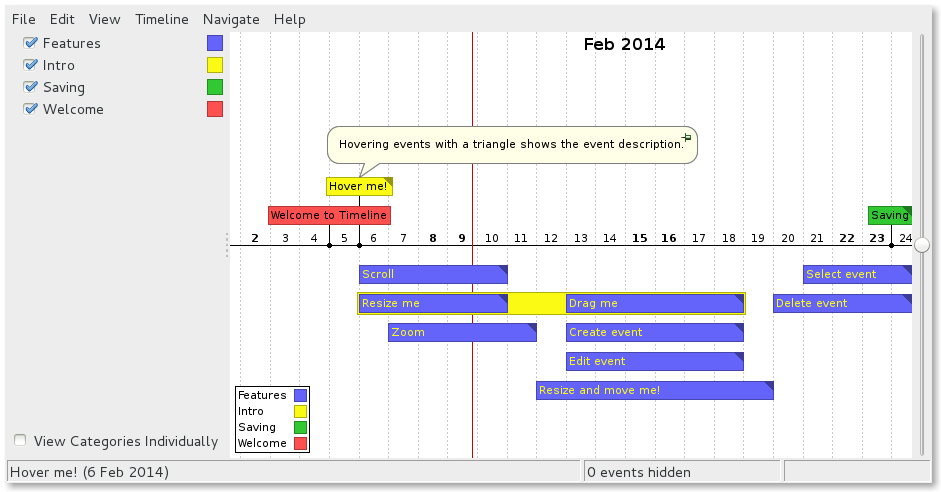 File Edit View Timeline Navigate Help
Features
Intro
Saving
Welcome
Feb 2014
Hovering events with a triangle shows the event description.
Hover me!
Welcome to Timeline
Saving
2 3 4 5 6 7 8 9 10 11 12 13 14 15 16 17 18 19 20 21 22 23 24
Scroll
Select event
Resize me
Drag me
Delete event
Zoom
Create event
Edit event
Resize and move me!
Features
Intro
Saving
Welcome
View Categories Individually
Hover me! (6 Feb 2014)
0 events hidden